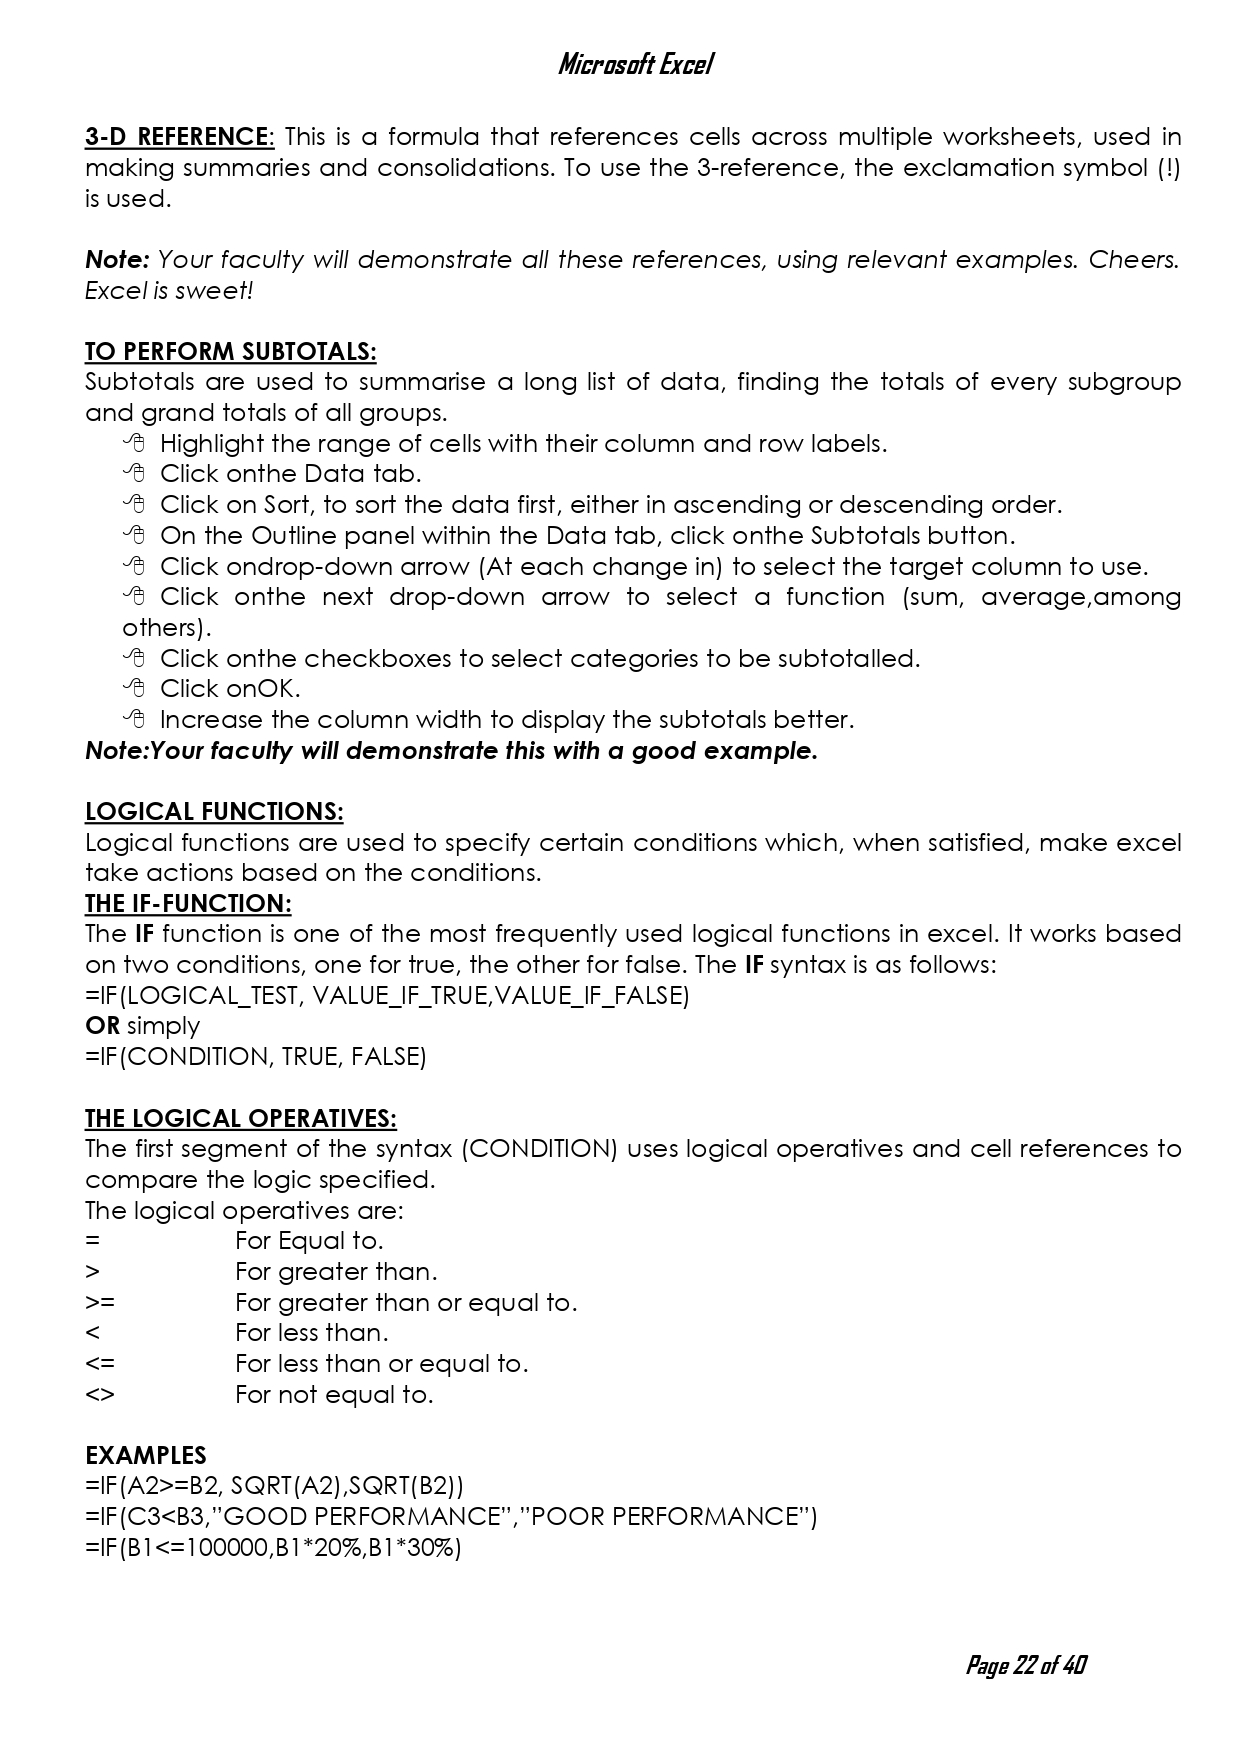 Microsoft Excel
3-D REFERENCE: This is a formula that references cells across multiple worksheets, used in
making summaries and consolidations. To use the 3-reference, the exclamation symbol (!)
is used.
Note: Your faculty will demonstrate all these references, using relevant examples. Cheers.
Excel is sweet!
TO PERFORM SUBTOTALS:
Subtotals are used to summarise a long list of data, finding the totals of every subgroup
and grand totals of all groups.
Highlight the range of cells with their column and row labels.
Click onthe Data tab.
Click on Sort, to sort the data first, either in ascending or descending order.
On the Outline panel within the Data tab, click onthe Subtotals button.
Click ondrop-down arrow (At each change in) to select the target column to use.
Click onthe next drop-down arrow to select a function (sum, average,among
others).
Click onthe checkboxes to select categories to be subtotalled.
Click onOK.
Increase the column width to display the subtotals better.
Note:Your faculty will demonstrate this with a good example.
LOGICAL FUNCTIONS:
Logical functions are used to specify certain conditions which, when satisfied, make excel
take actions based on the conditions.
THE IF-FUNCTION:
The IF function is one of the most frequently used logical functions in excel. It works based
on two conditions, one for true, the other for false. The IF syntax is as follows:
=IF(LOGICAL_TEST, VALUE_IF_TRUE,VALUE_IF_FALSE)
OR simply
=IF(CONDITION, TRUE, FALSE)
THE LOGICAL OPERATIVES:
The first segment of the syntax (CONDITION) uses logical operatives and cell references to
compare the logic specified.
The logical operatives are:
= For Equal to.
> For greater than.
>= For greater than or equal to.
< For less than.
<= For less than or equal to.
<> For not equal to.
EXAMPLES
=IF(A2>=B2, SQRT(A2),SQRT(B2))
=IF(C3<B3,”GOOD PERFORMANCE”,”POOR PERFORMANCE”)
=IF(B1<=100000,B1*20%,B1*30%)
Page 22 of 40